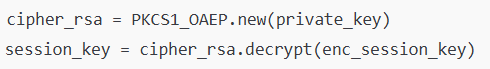 cipher_rsa = PKCS1_OAEP.new(private_key)
session_key = cipher_rsa.decrypt(enc_session_key)